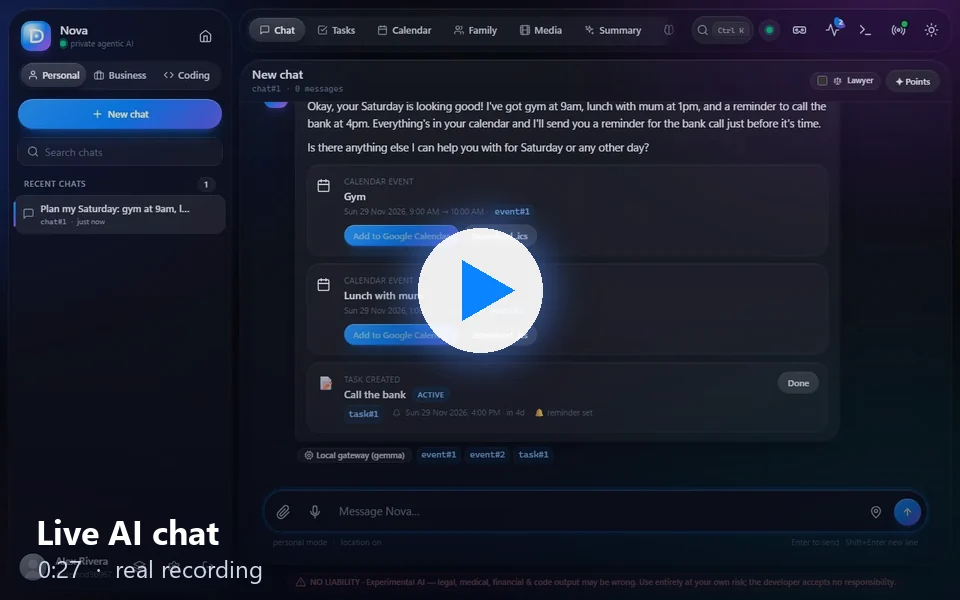 Nova
private agentic AI
Personal
Business
Coding
+ New chat
Search chats
RECENT CHATS
1
Plan my Saturday: gym at 9am, l...
chat#1 · just now
Chat
Tasks
Calendar
Family
Media
Summary
Ctrl K
2
New chat
chat#1 · 0 messages
Lawyer
Points
Okay, your Saturday is looking good! I've got gym at 9am, lunch with mum at 1pm, and a reminder to call the
bank at 4pm. Everything's in your calendar and I'll send you a reminder for the bank call just before it's time.
Is there anything else I can help you with for Saturday or any other day?
CALENDAR EVENT
Gym
Sun 29 Nov 2026, 9:00 AM → 10:00 AM event#1
Add to Google Calendar
.ics
CALENDAR EVENT
Lunch with mum
Sun 29 Nov 2026,
Add to Google
TASK CREATED
Call the bank ACTIVE
task#1 Sun 29 Nov 2026, 4:00 PM · in 4d reminder set
Done
Local gateway (gemma) event#1 event#2 task#1
Message Nova...
personal mode · location on
Enter to send · Shift+Enter new line
Live AI chat
Alex Rivera
0:27 · real recording
NO LIABILITY · Experimental AI — legal, medical, financial & code output may be wrong. Use entirely at your own risk; the developer accepts no responsibility.